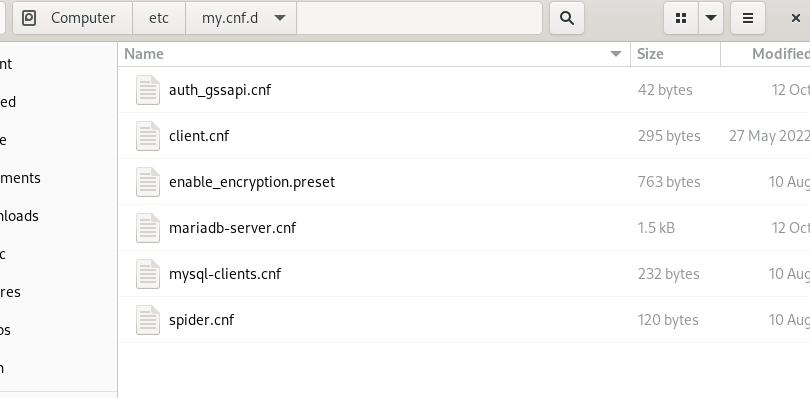 Computer etc my.cnf.d
Name Size Modified
auth_gssapi.cnf 42 bytes 12 Oct
client.cnf 295 bytes 27 May 2022
enable_encryption.preset 763 bytes 10 Aug
mariadb-server.cnf 1.5 kB 12 Oct
mysql-clients.cnf 232 bytes 10 Aug
spider.cnf 120 bytes 10 Aug
nt
ed
e
ments
nloads
c
res
os
n